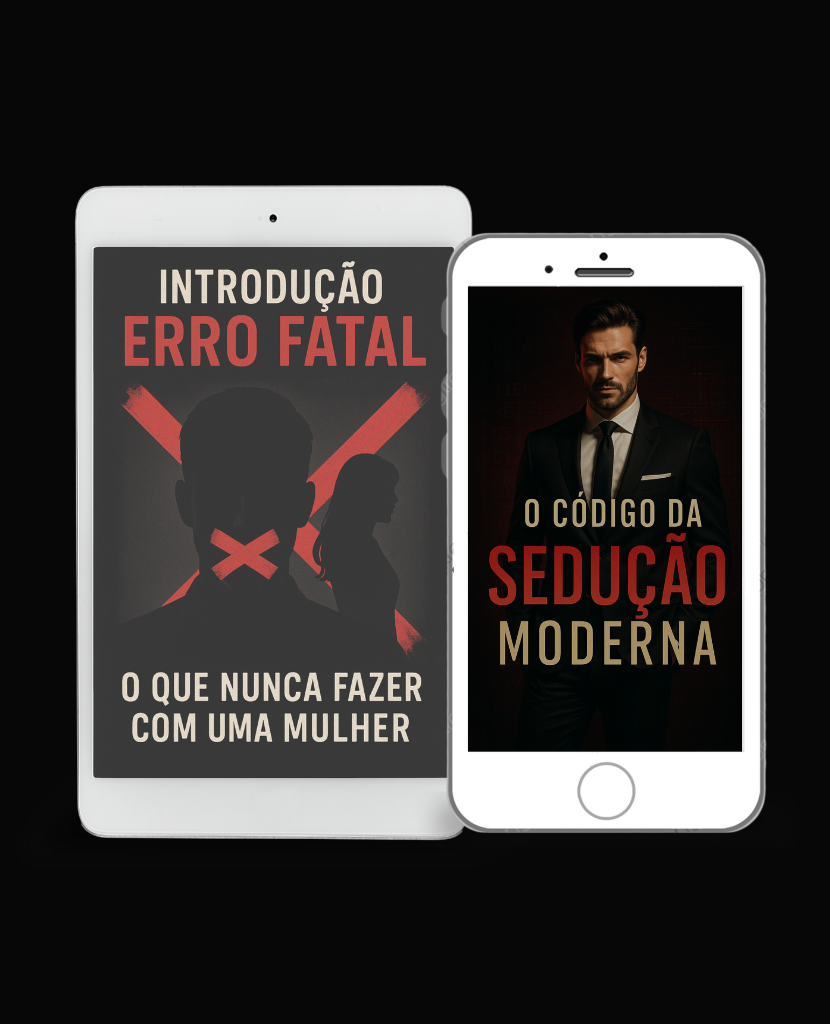 INTRODUÇÃO
ERRO FATAL
O QUE NUNCA FAZER
COM UMA MULHER
O CÓDIGO DA
SEDUÇÃO
MODERNA